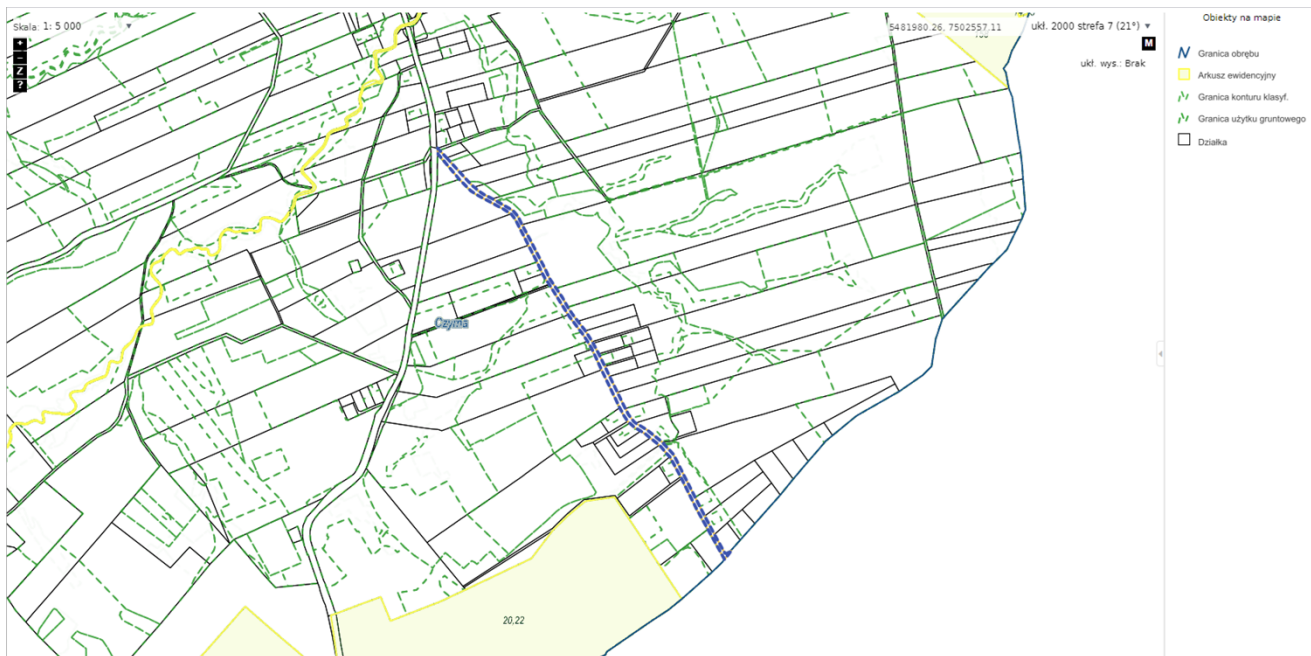 Skala: 1: 5 000
+
−
Z
?
5481980.26, 7502557.11
ukł. 2000 strefa 7 (21°)
M
ukł. wys.: Brak
Czyrna
20,22
Obiekty na mapie
Granica obrębu
Arkusz ewidencyjny
Granica konturu klasyf.
Granica użytku gruntowego
Działka